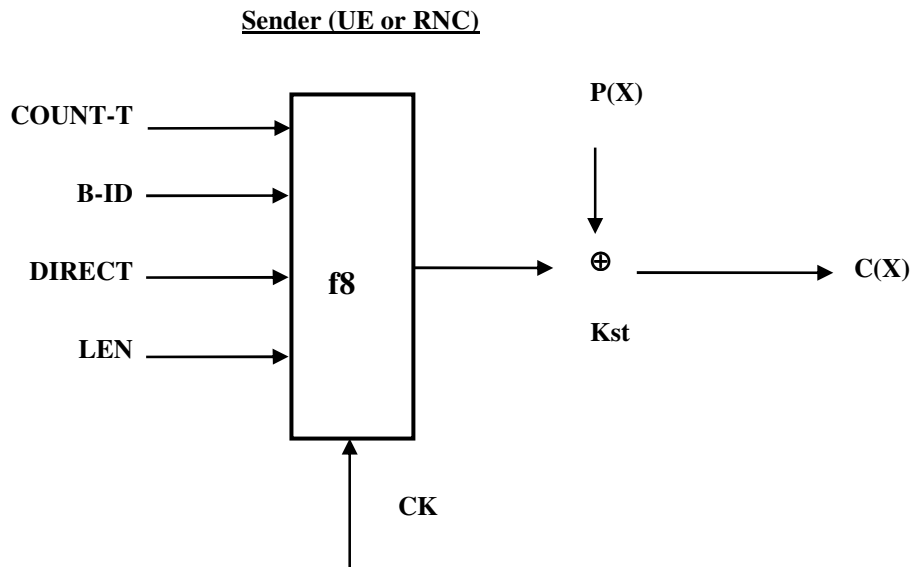 Sender (UE or RNC)
P(X)
COUNT-T
B-ID
⊕
C(X)
DIRECT
f8
Kst
LEN
CK